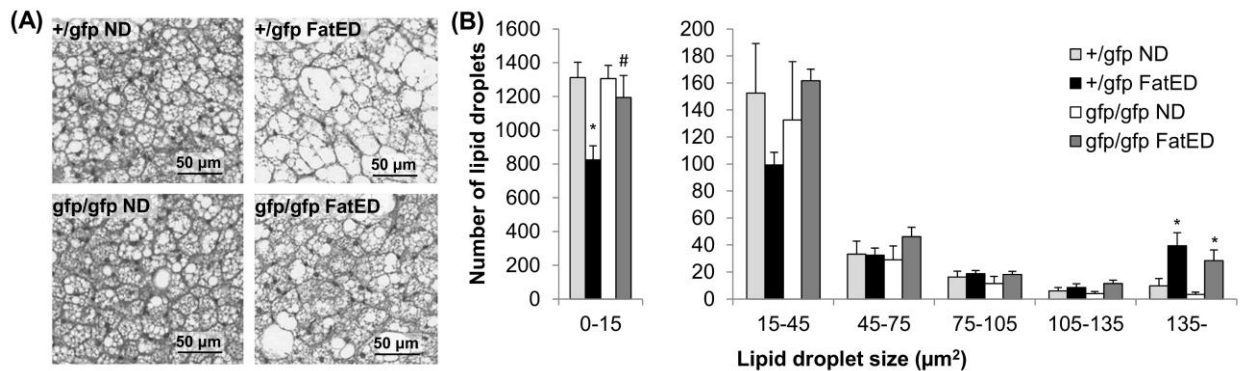 (A)
+/gfp ND
50 µm
+/gfp FatED
50 µm
gfp/gfp ND
50 µm
gfp/gfp FatED
50 µm
(B)
Number of lipid droplets
1600
1400
1200
1000
800
600
400
200
0
*
#
0-15
200
180
160
140
120
100
80
60
40
20
0
+/gfp ND
+/gfp FatED
gfp/gfp ND
gfp/gfp FatED
*
*
15-45 45-75 75-105 105-135 135-
Lipid droplet size (µm²)